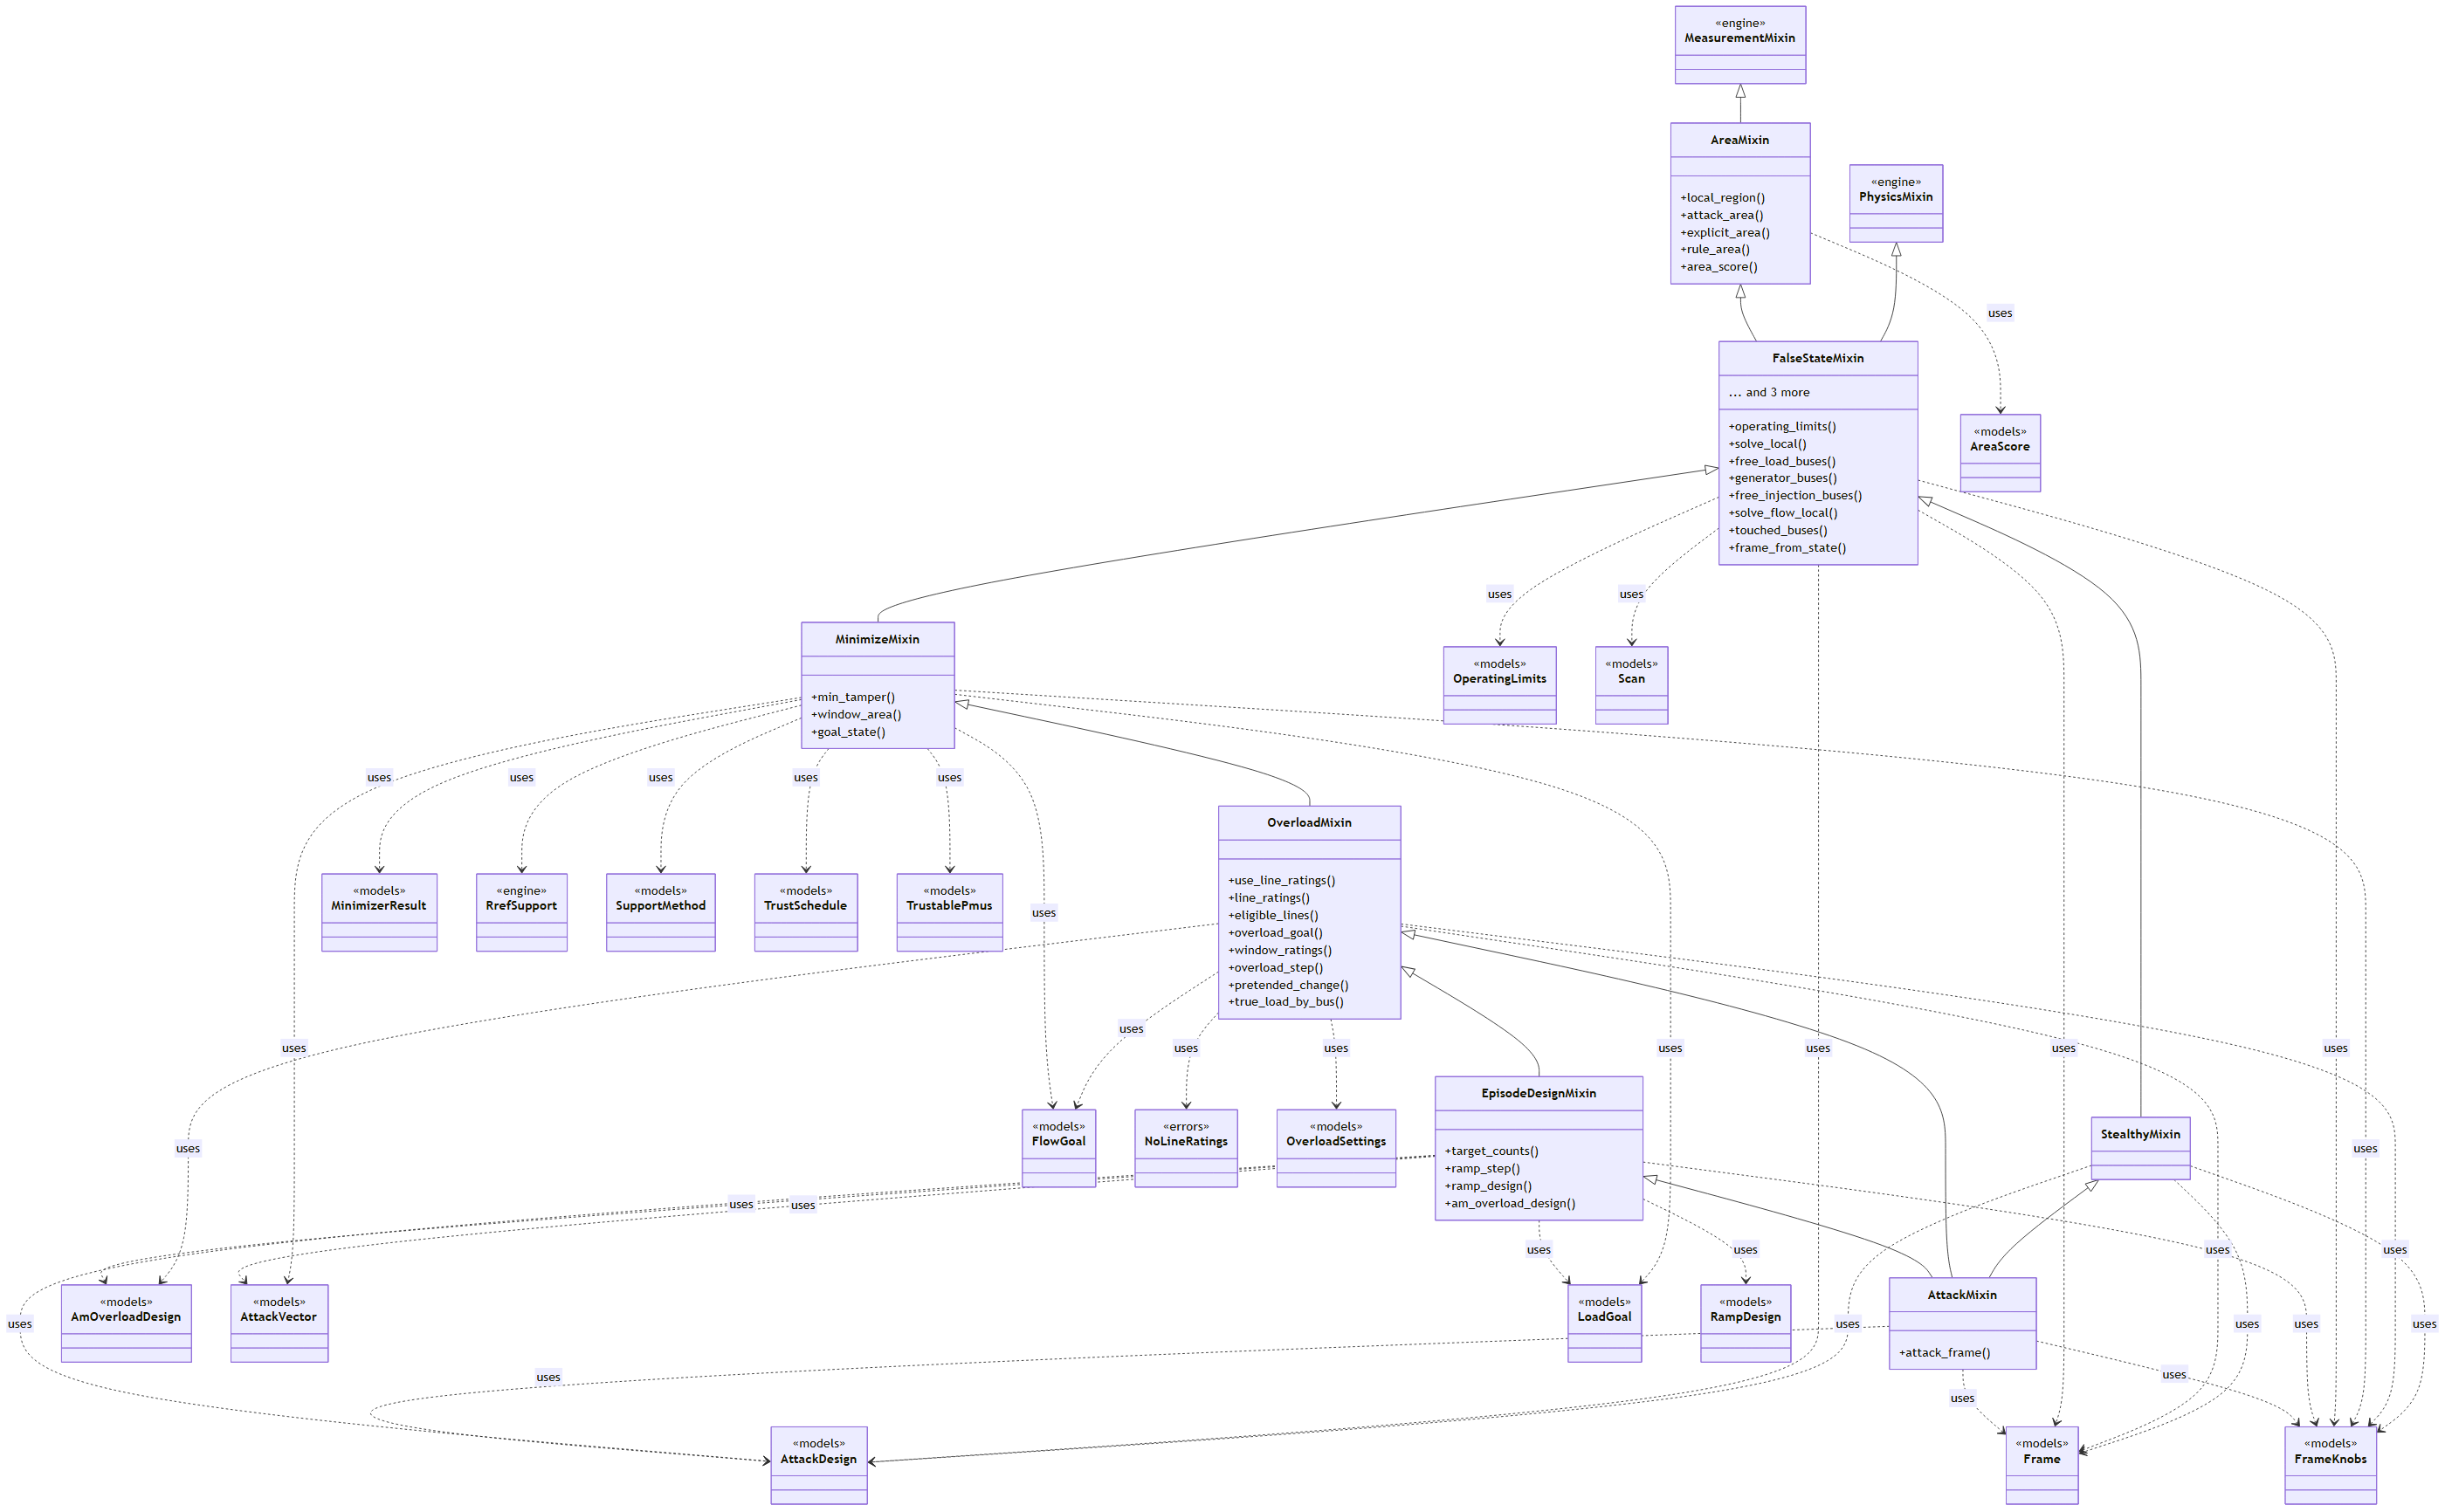 «engine»
MeasurementMixin
AreaMixin
+local_region()
+attack_area()
+explicit_area()
+rule_area()
+area_score()
«engine»
PhysicsMixin
uses
FalseStateMixin
... and 3 more
+operating_limits()
+solve_local()
+free_load_buses()
+generator_buses()
+free_injection_buses()
+solve_flow_local()
+touched_buses()
+frame_from_state()
«models»
AreaScore
uses
uses
MinimizeMixin
+min_tamper()
+window_area()
+goal_state()
«models»
OperatingLimits
«models»
Scan
uses
uses
uses
uses
uses
OverloadMixin
+use_line_ratings()
+line_ratings()
+eligible_lines()
+overload_goal()
+window_ratings()
+overload_step()
+pretended_change()
+true_load_by_bus()
«models»
MinimizerResult
«engine»
RrefSupport
«models»
SupportMethod
«models»
TrustSchedule
«models»
TrustablePmus
uses
uses
uses
uses
uses
uses
uses
uses
uses
EpisodeDesignMixin
+target_counts()
+ramp_step()
+ramp_design()
+am_overload_design()
«models»
FlowGoal
«errors»
NoLineRatings
«models»
OverloadSettings
StealthyMixin
uses
uses
uses
uses
uses
uses
uses
uses
«models»
AmOverloadDesign
«models»
AttackVector
«models»
LoadGoal
«models»
RampDesign
AttackMixin
+attack_frame()
uses
uses
uses
uses
uses
uses
uses
uses
uses
«models»
AttackDesign
«models»
Frame
«models»
FrameKnobs